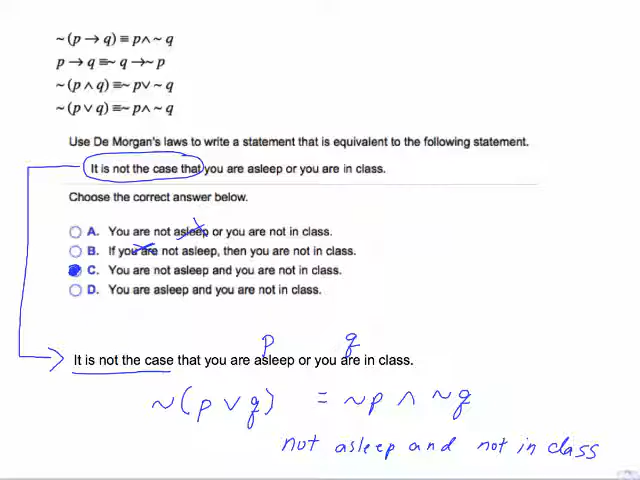 ~ (p → q) ≡ p∧ ~ q
p → q ≡~ q →~ p
~ (p ∧ q) ≡~ p∨ ~ q
~ (p ∨ q) ≡~ p∧ ~ q
Use De Morgan's laws to write a statement that is equivalent to the following statement.
It is not the case that you are asleep or you are in class.
Choose the correct answer below.
A. You are not asleep or you are not in class.
B. If you are not asleep, then you are not in class.
C. You are not asleep and you are not in class.
D. You are asleep and you are not in class.
p q
It is not the case that you are asleep or you are in class.
~(p ∨ q) = ~p ∧ ~q
not asleep and not in class